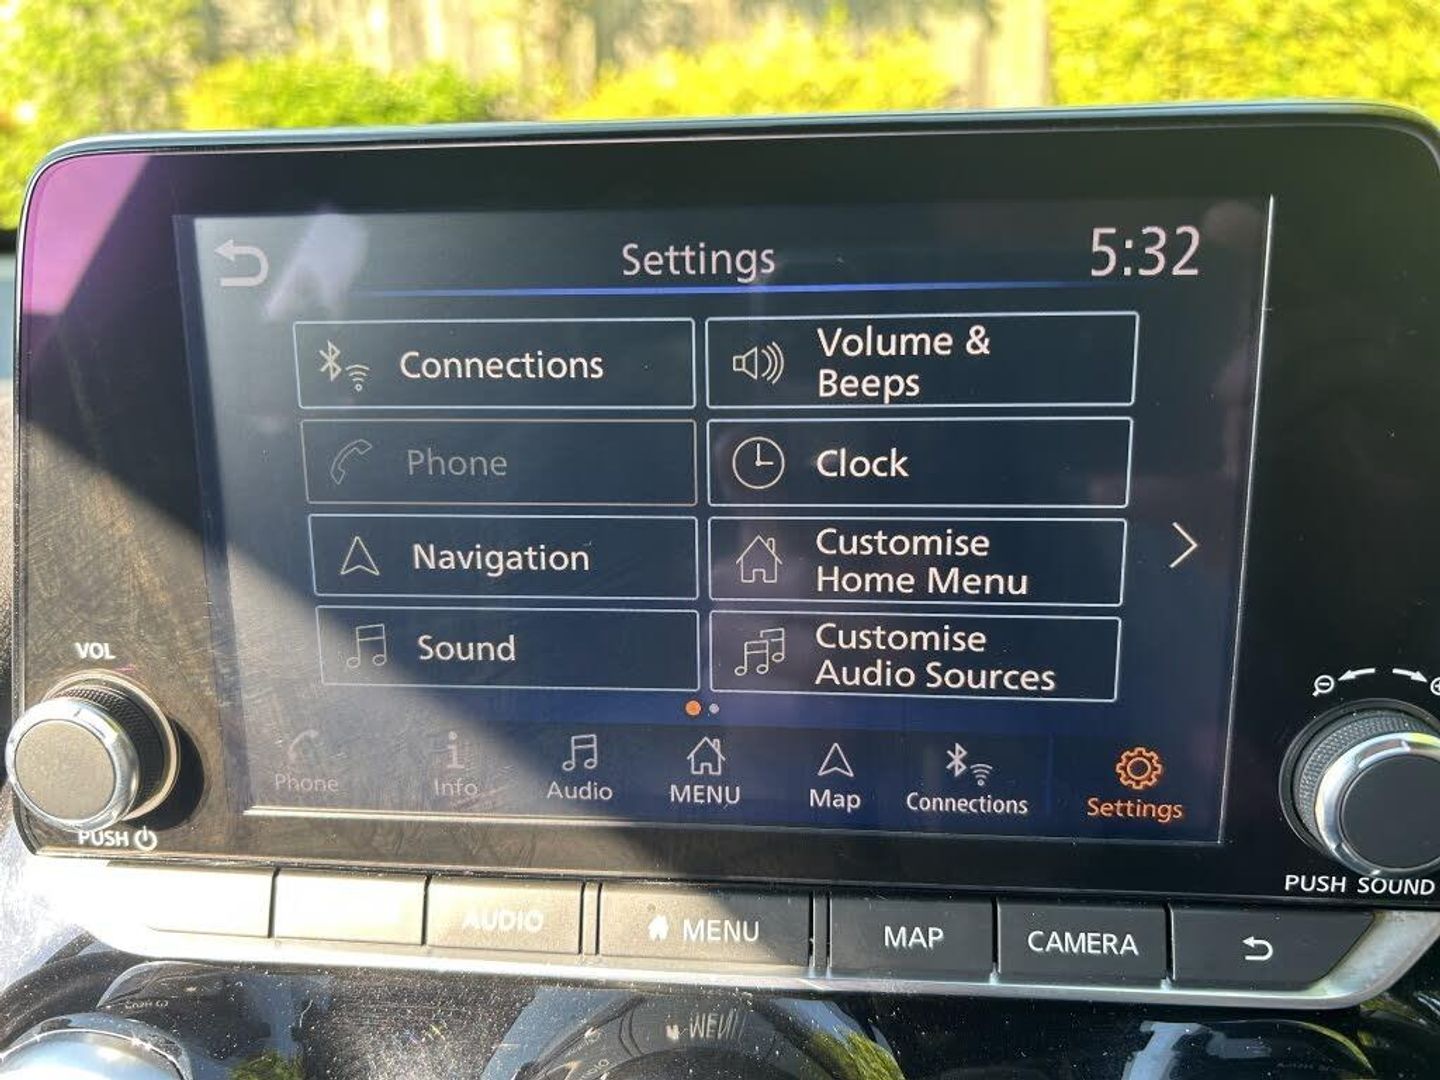 Settings
5:32
Connections
Volume &
Beeps
Phone
Clock
Navigation
Customise
Home Menu
Sound
Customise
Audio Sources
Phone
Info
Audio
MENU
Map
Connections
Settings
VOL
PUSH
PUSH SOUND
AUDIO
MENU
MAP
CAMERA